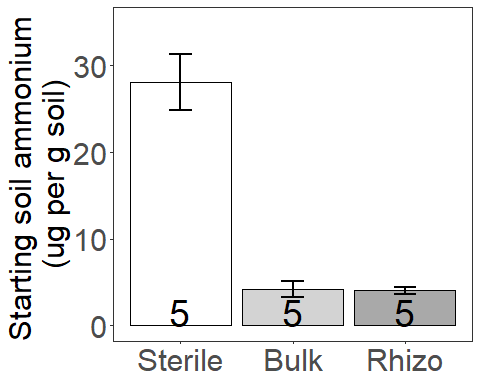 Starting soil ammonium
(ug per g soil)
30
20
10
0
5
5
5
Sterile
Bulk
Rhizo